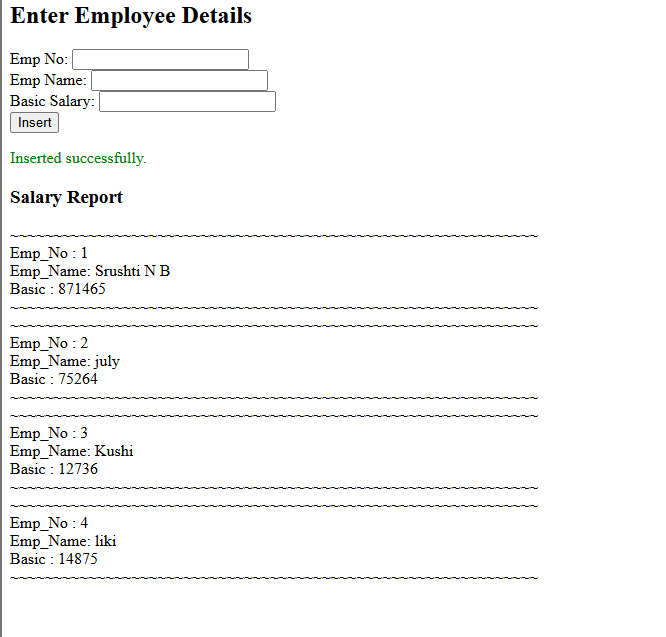 Enter Employee Details
Emp No:
Emp Name:
Basic Salary:
Insert
Inserted successfully.
Salary Report
~~~~~~~~~~~~~~~~~~~~~~~~~~~~~~~~~~~~~~~~~~~~~~~~~~~~~~~~~~~~~
Emp_No : 1
Emp_Name: Srushti N B
Basic : 871465
~~~~~~~~~~~~~~~~~~~~~~~~~~~~~~~~~~~~~~~~~~~~~~~~~~~~~~~~~~~~~
~~~~~~~~~~~~~~~~~~~~~~~~~~~~~~~~~~~~~~~~~~~~~~~~~~~~~~~~~~~~~
Emp_No : 2
Emp_Name: july
Basic : 75264
~~~~~~~~~~~~~~~~~~~~~~~~~~~~~~~~~~~~~~~~~~~~~~~~~~~~~~~~~~~~~
~~~~~~~~~~~~~~~~~~~~~~~~~~~~~~~~~~~~~~~~~~~~~~~~~~~~~~~~~~~~~
Emp_No : 3
Emp_Name: Kushi
Basic : 12736
~~~~~~~~~~~~~~~~~~~~~~~~~~~~~~~~~~~~~~~~~~~~~~~~~~~~~~~~~~~~~
~~~~~~~~~~~~~~~~~~~~~~~~~~~~~~~~~~~~~~~~~~~~~~~~~~~~~~~~~~~~~
Emp_No : 4
Emp_Name: liki
Basic : 14875
~~~~~~~~~~~~~~~~~~~~~~~~~~~~~~~~~~~~~~~~~~~~~~~~~~~~~~~~~~~~~